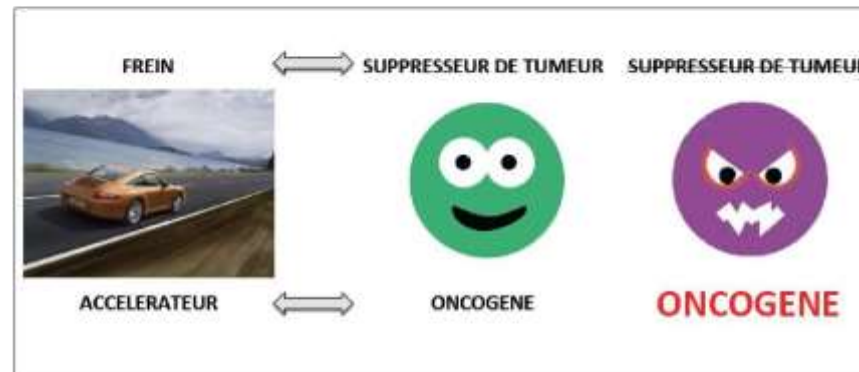 FREIN
SUPPRESSEUR DE TUMEUR
SUPPRESSEUR DE TUMEUR
ACCELERATEUR
ONCOGENE
ONCOGENE